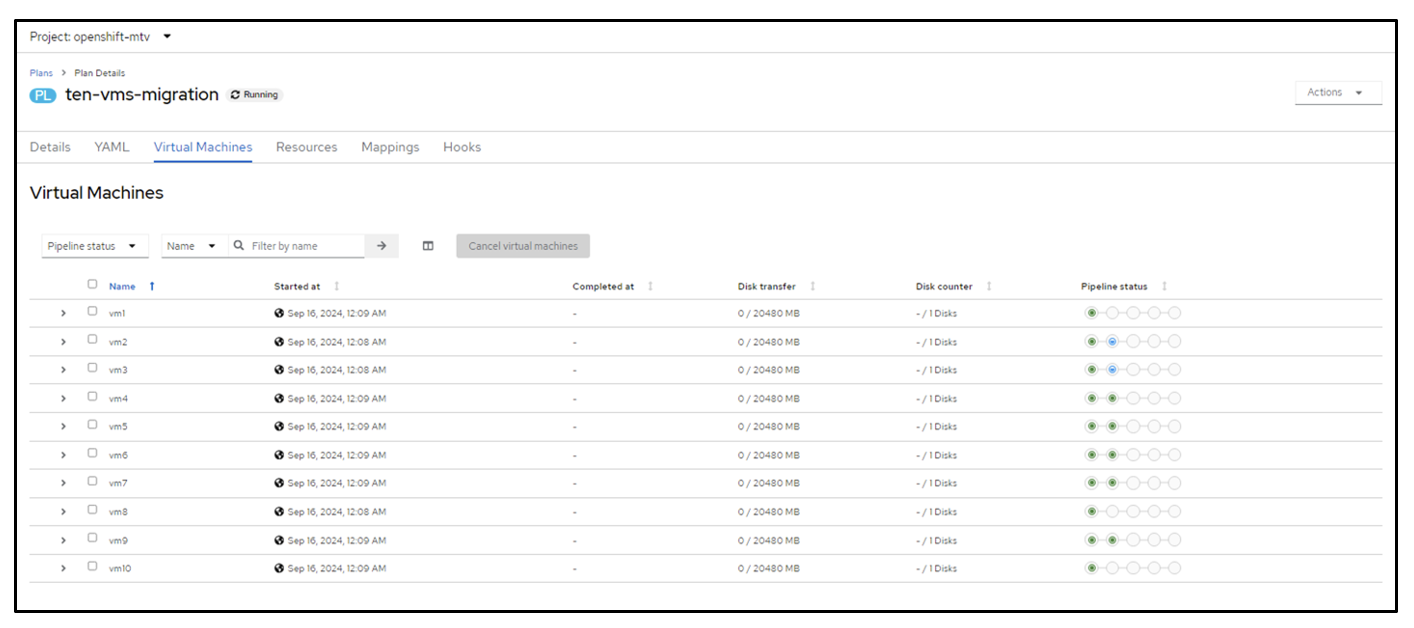 Project: openshift-mtv
Plans > Plan Details
PL ten-vms-migration Running
Actions
Details YAML Virtual Machines Resources Mappings Hooks
Virtual Machines
Pipeline status Name Filter by name Cancel virtual machines
Name Started at Completed at Disk transfer Disk counter Pipeline status
vm1 Sep 16, 2024, 12:09 AM - 0 / 20480 MB - / 1 Disks
vm2 Sep 16, 2024, 12:08 AM - 0 / 20480 MB - / 1 Disks
vm3 Sep 16, 2024, 12:08 AM - 0 / 20480 MB - / 1 Disks
vm4 Sep 16, 2024, 12:09 AM - 0 / 20480 MB - / 1 Disks
vm5 Sep 16, 2024, 12:09 AM - 0 / 20480 MB - / 1 Disks
vm6 Sep 16, 2024, 12:09 AM - 0 / 20480 MB - / 1 Disks
vm7 Sep 16, 2024, 12:09 AM - 0 / 20480 MB - / 1 Disks
vm8 Sep 16, 2024, 12:08 AM - 0 / 20480 MB - / 1 Disks
vm9 Sep 16, 2024, 12:09 AM - 0 / 20480 MB - / 1 Disks
vm10 Sep 16, 2024, 12:09 AM - 0 / 20480 MB - / 1 Disks